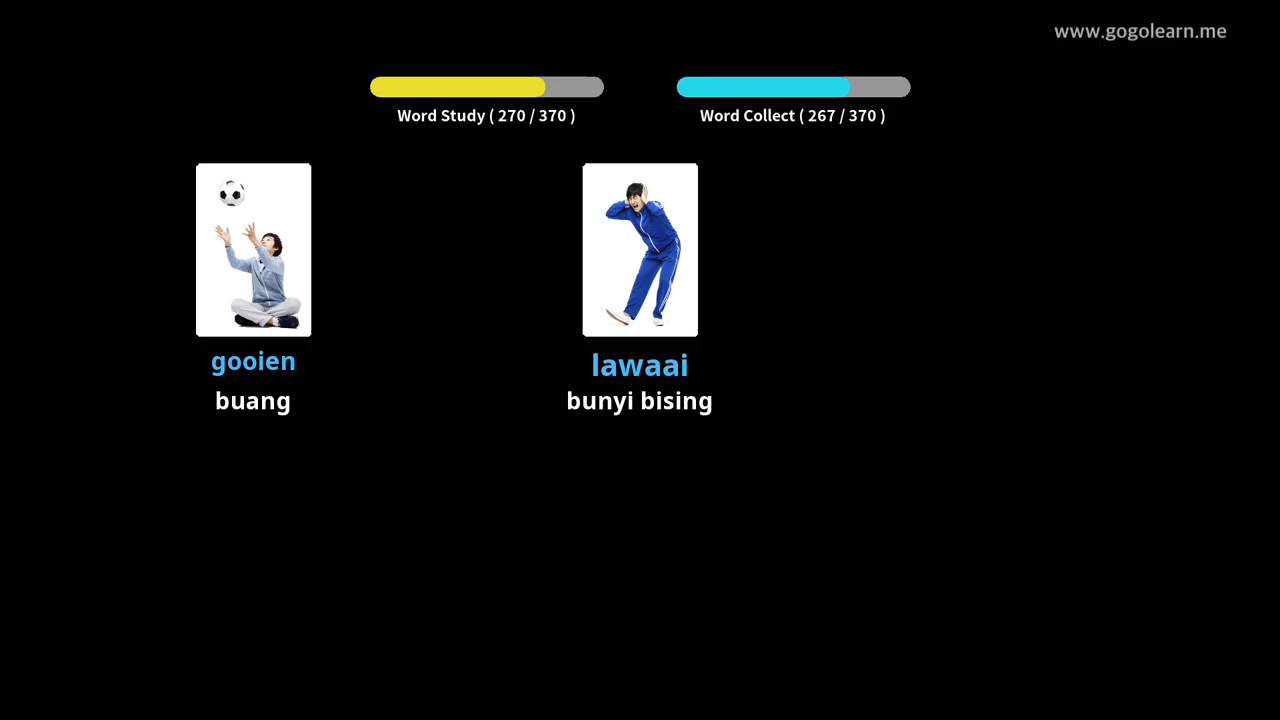 www.gogolearn.me
Word Study ( 270 / 370 )
Word Collect ( 267 / 370 )
gooien
lawaai
buang
bunyi bising